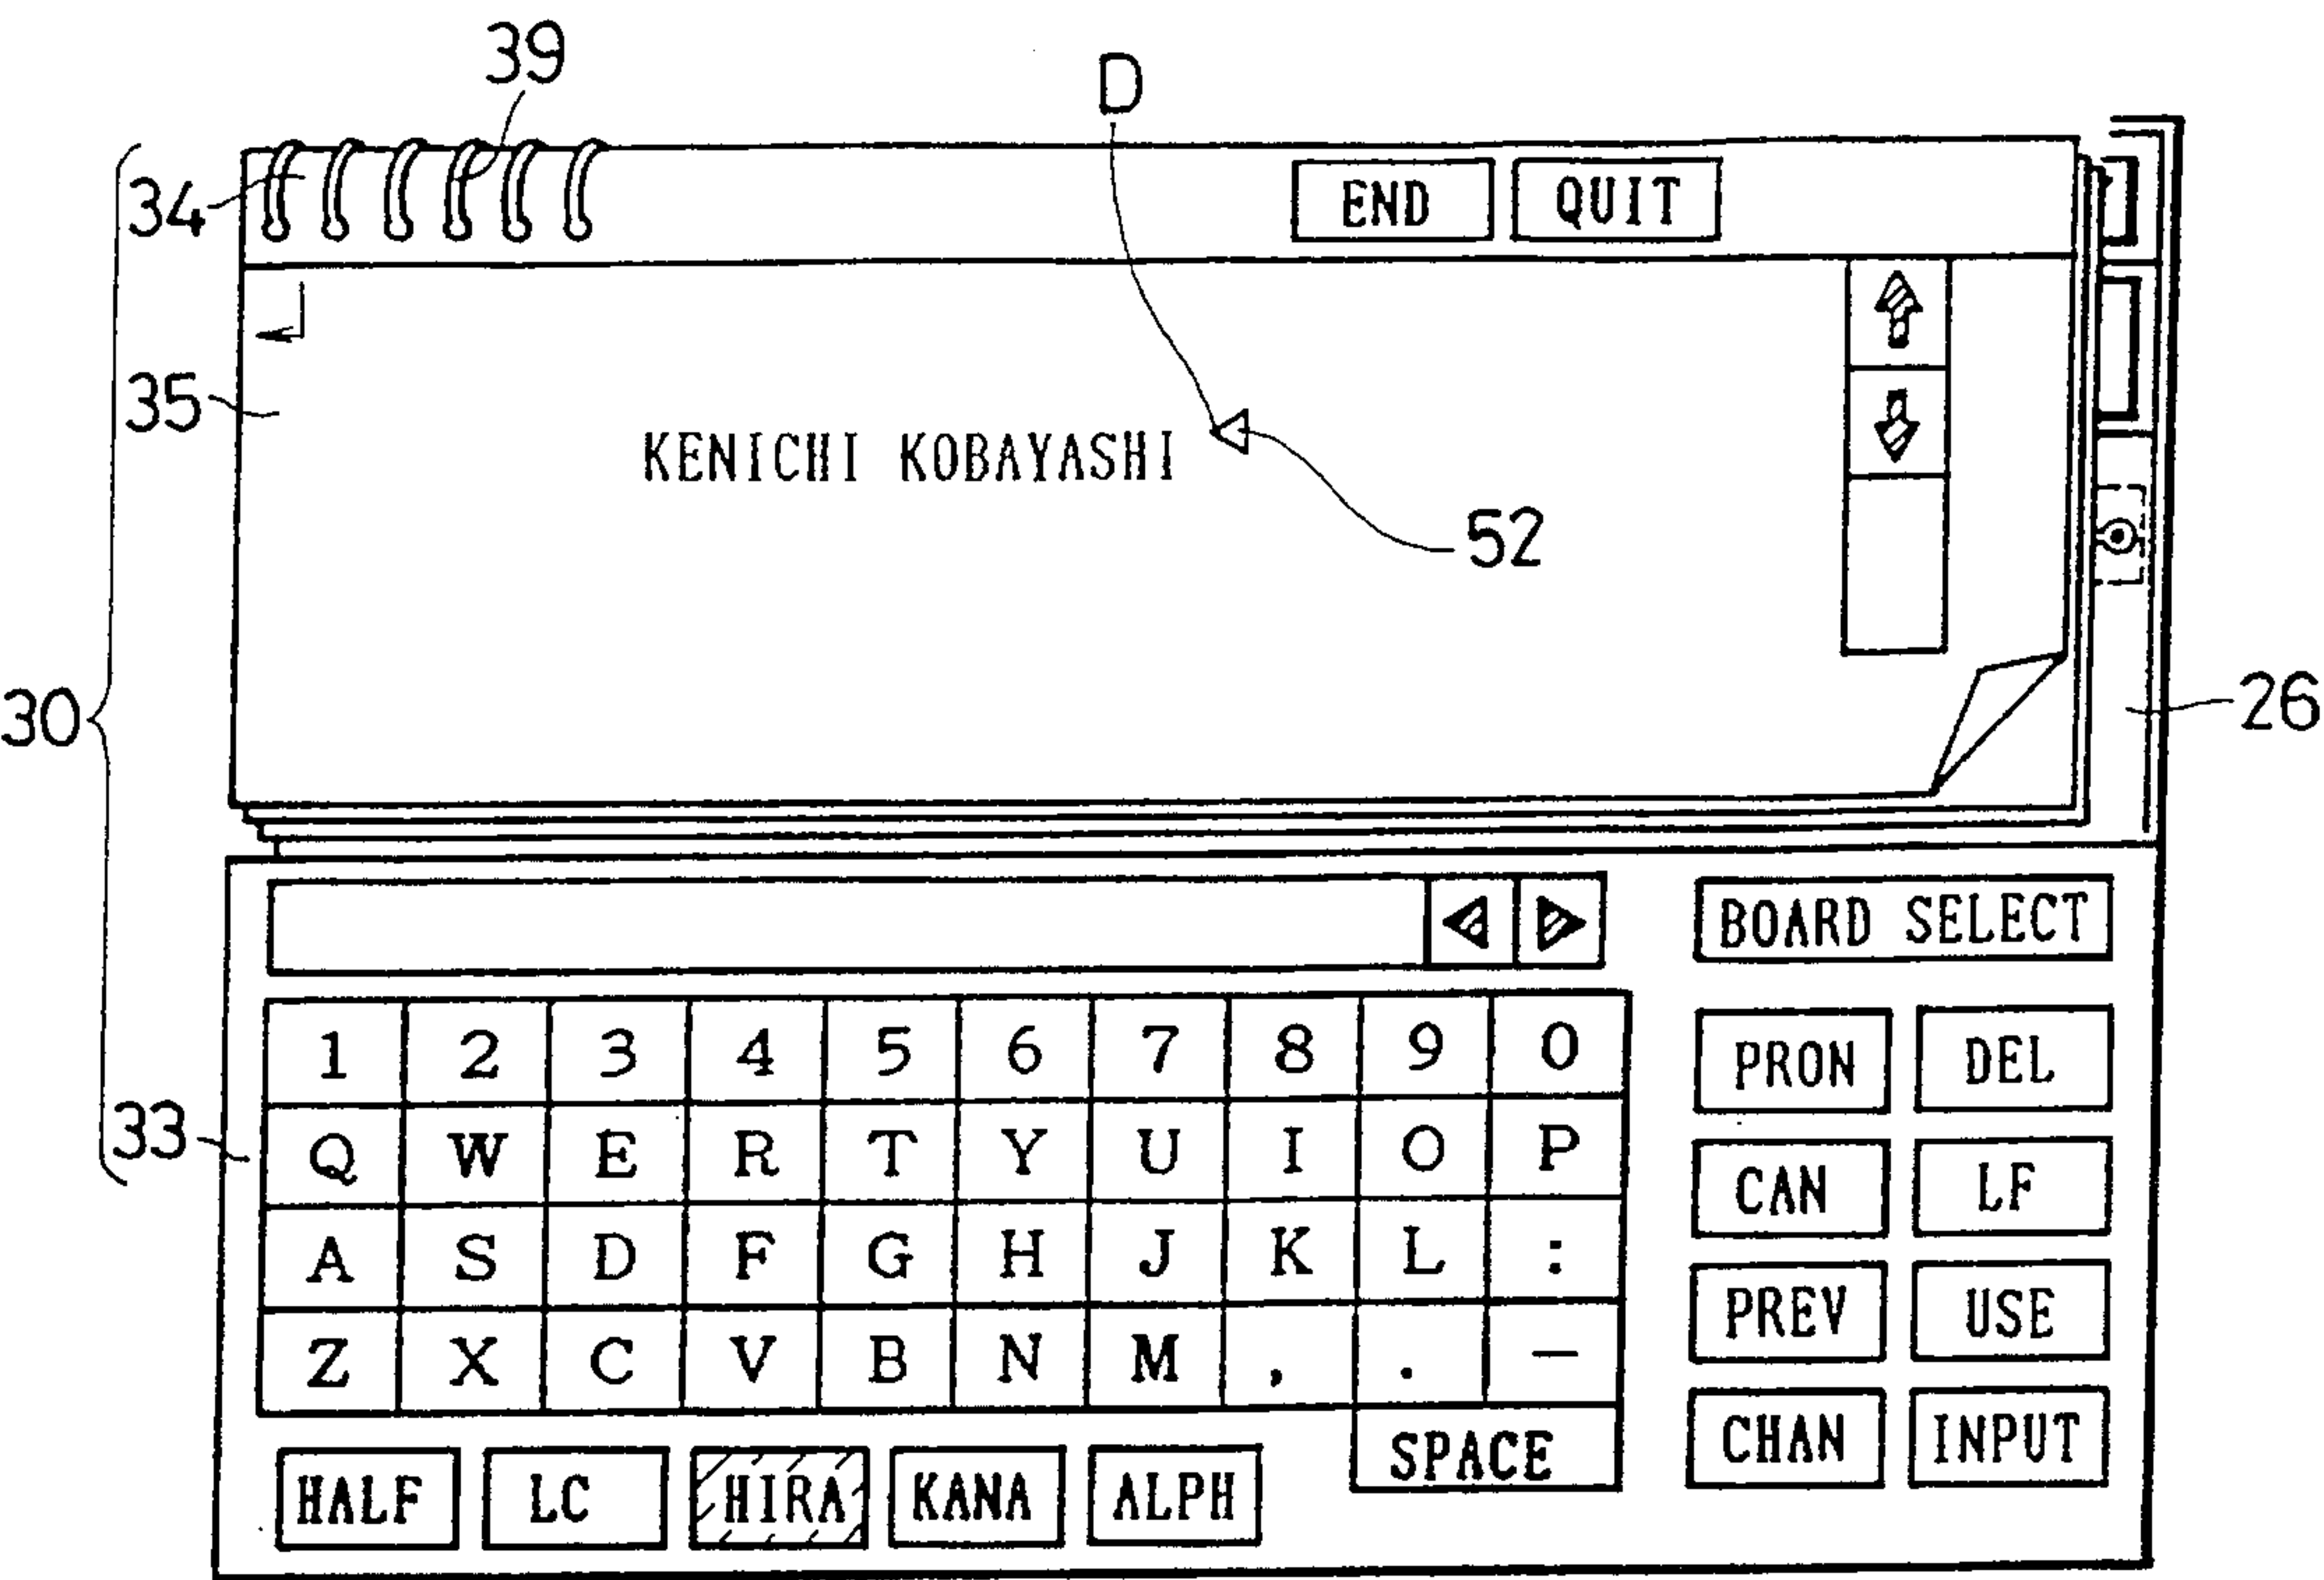 39
D
34
END QUIT
35
KENICHI KOBAYASHI
52
30
26
BOARD SELECT
1 2 3 4 5 6 7 8 9 0
PRON DEL
33
Q W E R T Y U I O P
CAN LF
A S D F G H J K L :
PREV USE
Z X C V B N M , . —
CHAN INPUT
SPACE
HALF LC HIRA KANA ALPH